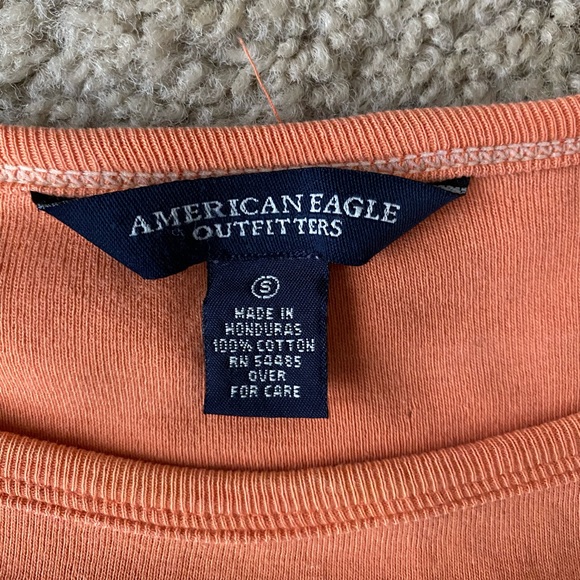 AMERICAN EAGLE
OUTFITTERS
S
MADE IN
HONDURAS
100% COTTON
RN 54485
OVER
FOR CARE